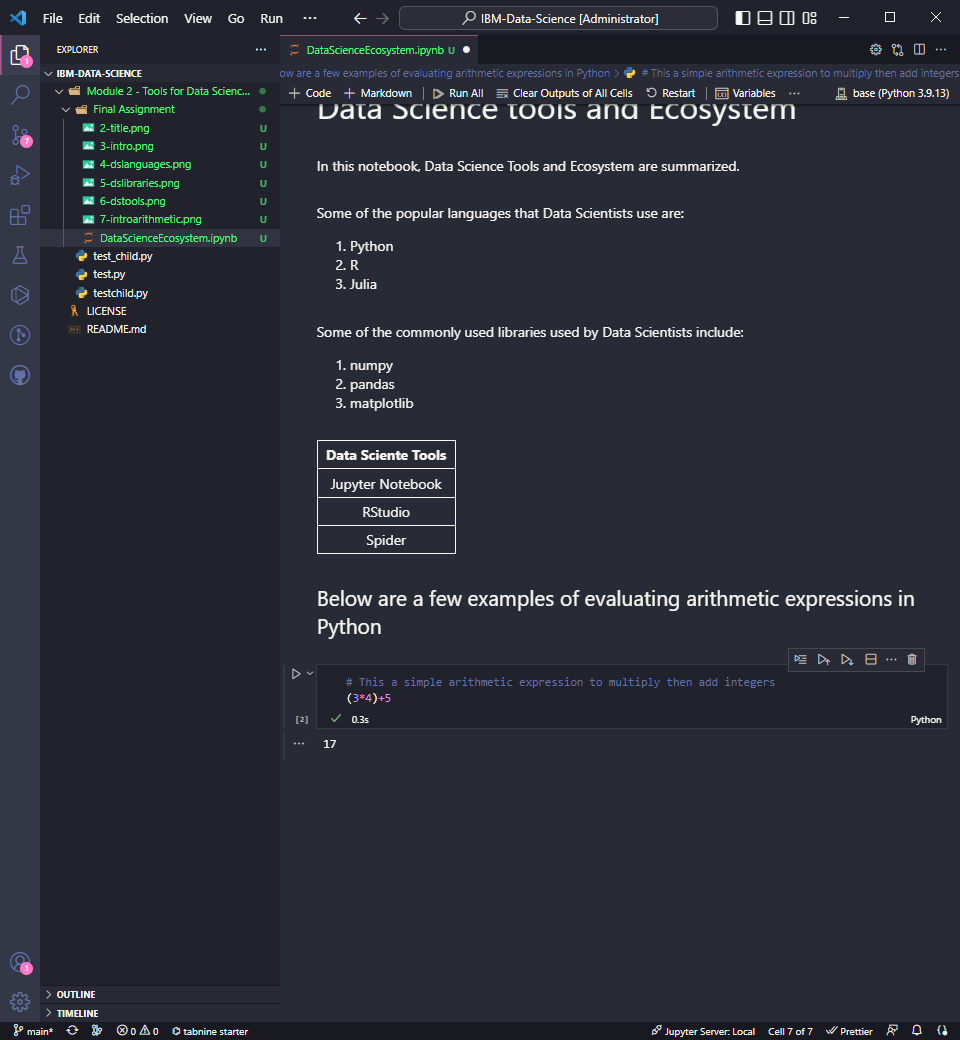 File Edit Selection View Go Run ··· IBM-Data-Science [Administrator]
EXPLORER ···
IBM-DATA-SCIENCE
Module 2 - Tools for Data Scienc...
Final Assignment
2-title.png U
3-intro.png U
4-dslanguages.png U
5-dslibraries.png U
6-dstools.png U
7-introarithmetic.png U
DataScienceEcosystem.ipynb U
test_child.py
test.py
testchild.py
LICENSE
README.md
OUTLINE
TIMELINE
DataScienceEcosystem.ipynb U
ow are a few examples of evaluating arithmetic expressions in Python > # This a simple arithmetic expression to multiply then add integers
+ Code + Markdown Run All Clear Outputs of All Cells Restart Variables ··· base (Python 3.9.13)
Data Science tools and Ecosystem
In this notebook, Data Science Tools and Ecosystem are summarized.
Some of the popular languages that Data Scientists use are:
1. Python
2. R
3. Julia
Some of the commonly used libraries used by Data Scientists include:
1. numpy
2. pandas
3. matplotlib
Data Sciente Tools
Jupyter Notebook
RStudio
Spider
Below are a few examples of evaluating arithmetic expressions in
Python
# This a simple arithmetic expression to multiply then add integers
(3*4)+5
[2] 0.3s Python
17
1
7
1
main* 0 0 tabnine starter Jupyter Server: Local Cell 7 of 7 Prettier